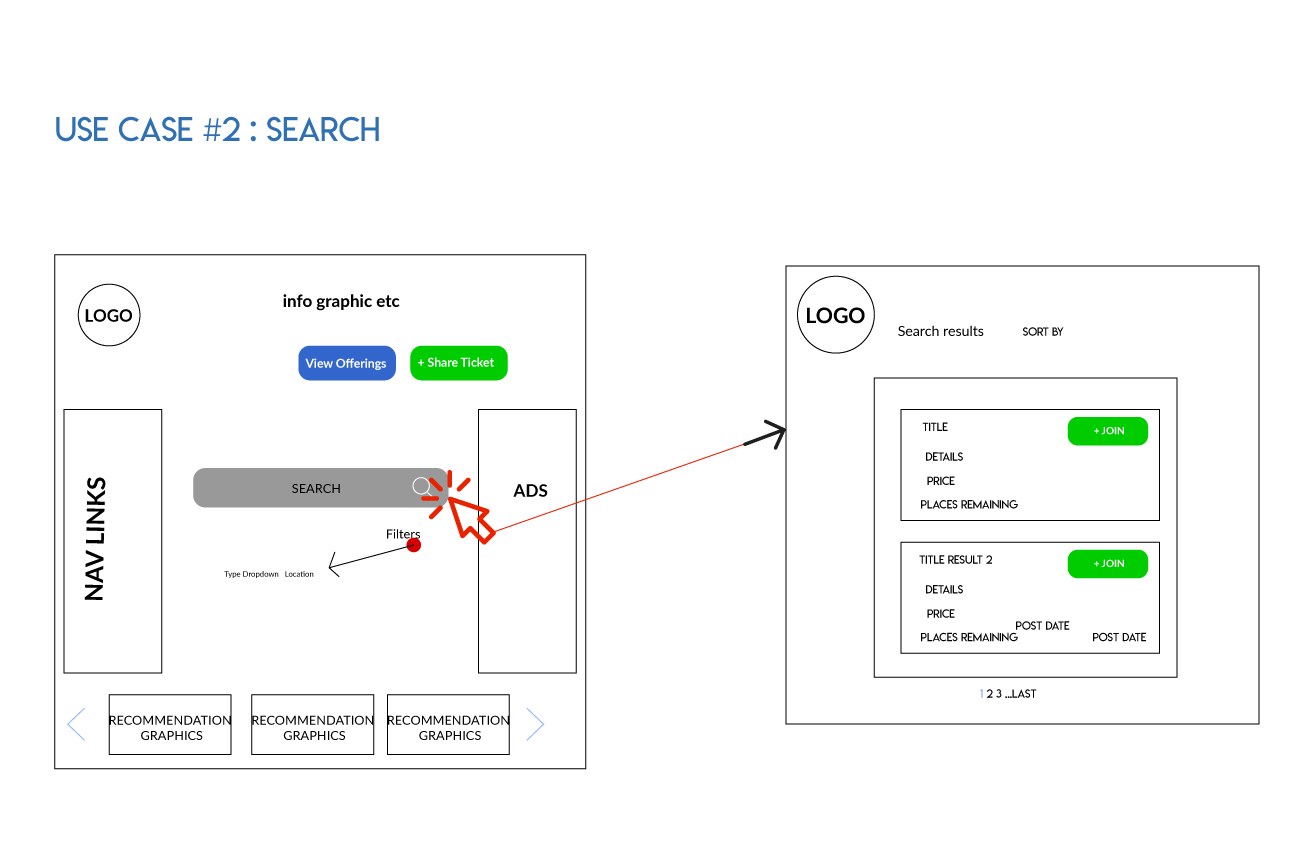 USE CASE #2 : SEARCH
LOGO
info graphic etc
View Offerings
+ Share Ticket
NAV LINKS
SEARCH
ADS
Filters
Type Dropdown Location
RECOMMENDATION
GRAPHICS
RECOMMENDATION
GRAPHICS
RECOMMENDATION
GRAPHICS
LOGO
Search results
SORT BY
TITLE
+ JOIN
DETAILS
PRICE
PLACES REMAINING
TITLE RESULT 2
+ JOIN
DETAILS
PRICE
POST DATE
PLACES REMAINING
POST DATE
1 2 3 ...LAST